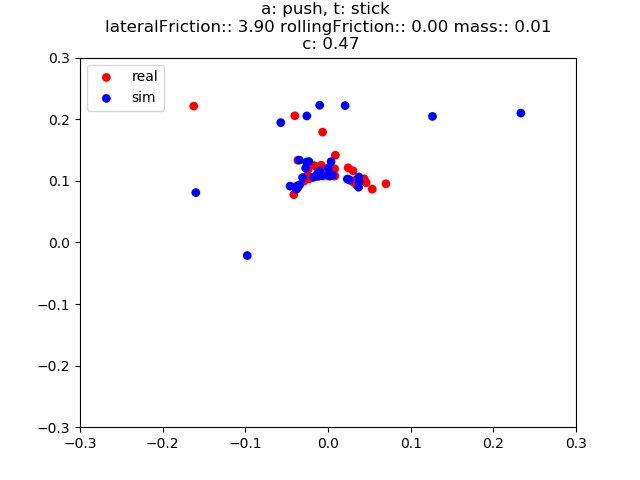 a: push, t: stick
lateralFriction:: 3.90 rollingFriction:: 0.00 mass:: 0.01
c: 0.47
real
sim
0.3
0.2
0.1
0.0
−0.1
−0.2
−0.3
−0.3
−0.2
−0.1
0.0
0.1
0.2
0.3